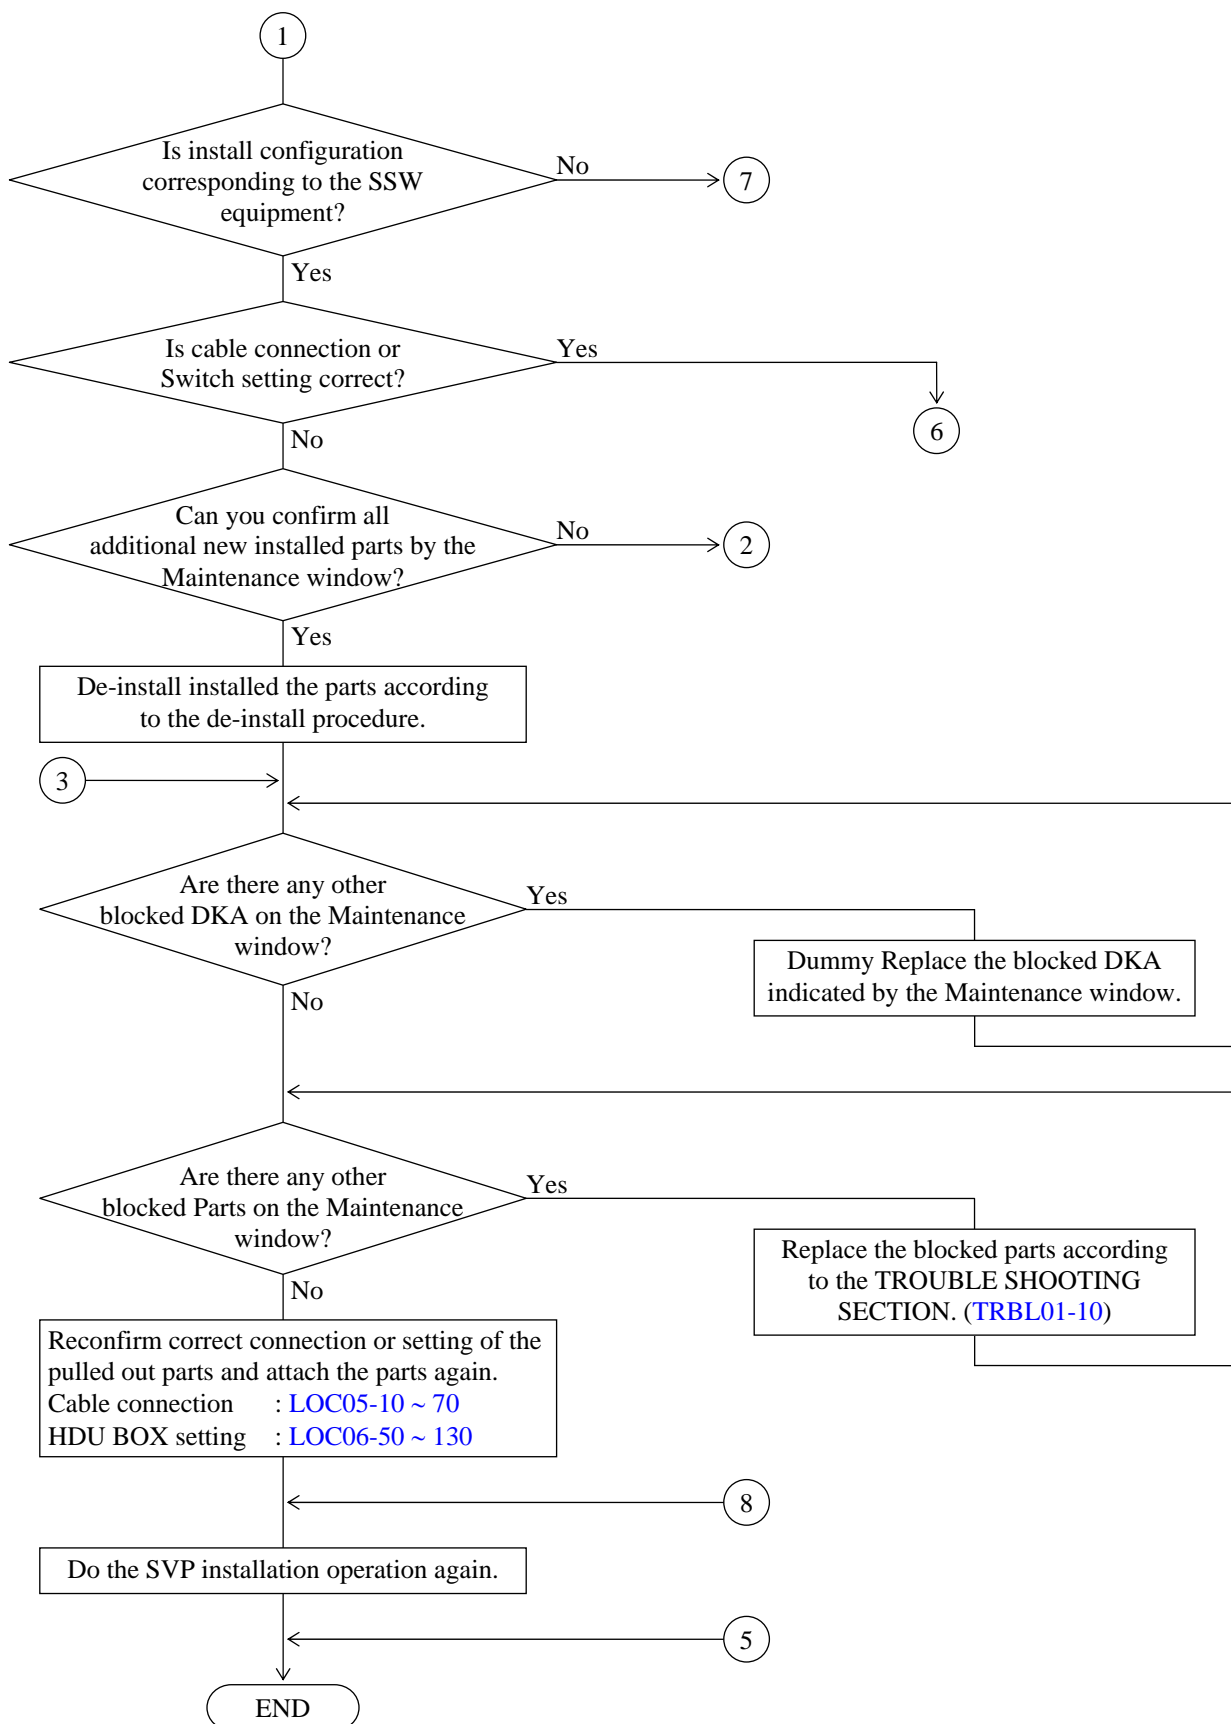 1
Is install configuration
corresponding to the SSW
equipment?
No
7
Yes
Is cable connection or
Switch setting correct?
Yes
6
No
Can you confirm all
additional new installed parts by the
Maintenance window?
No
2
Yes
De-install installed the parts according
to the de-install procedure.
3
Are there any other
blocked DKA on the Maintenance
window?
Yes
Dummy Replace the blocked DKA
indicated by the Maintenance window.
No
Are there any other
blocked Parts on the Maintenance
window?
Yes
Replace the blocked parts according
to the TROUBLE SHOOTING
SECTION. (TRBL01-10)
No
Reconfirm correct connection or setting of the
pulled out parts and attach the parts again.
Cable connection : LOC05-10 ~ 70
HDU BOX setting : LOC06-50 ~ 130
8
Do the SVP installation operation again.
5
END